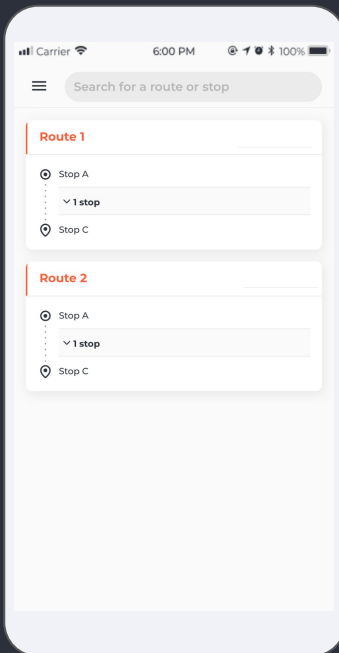 Carrier 6:00 PM 100%
Search for a route or stop
Route 1
Stop A
1 stop
Stop C
Route 2
Stop A
1 stop
Stop C